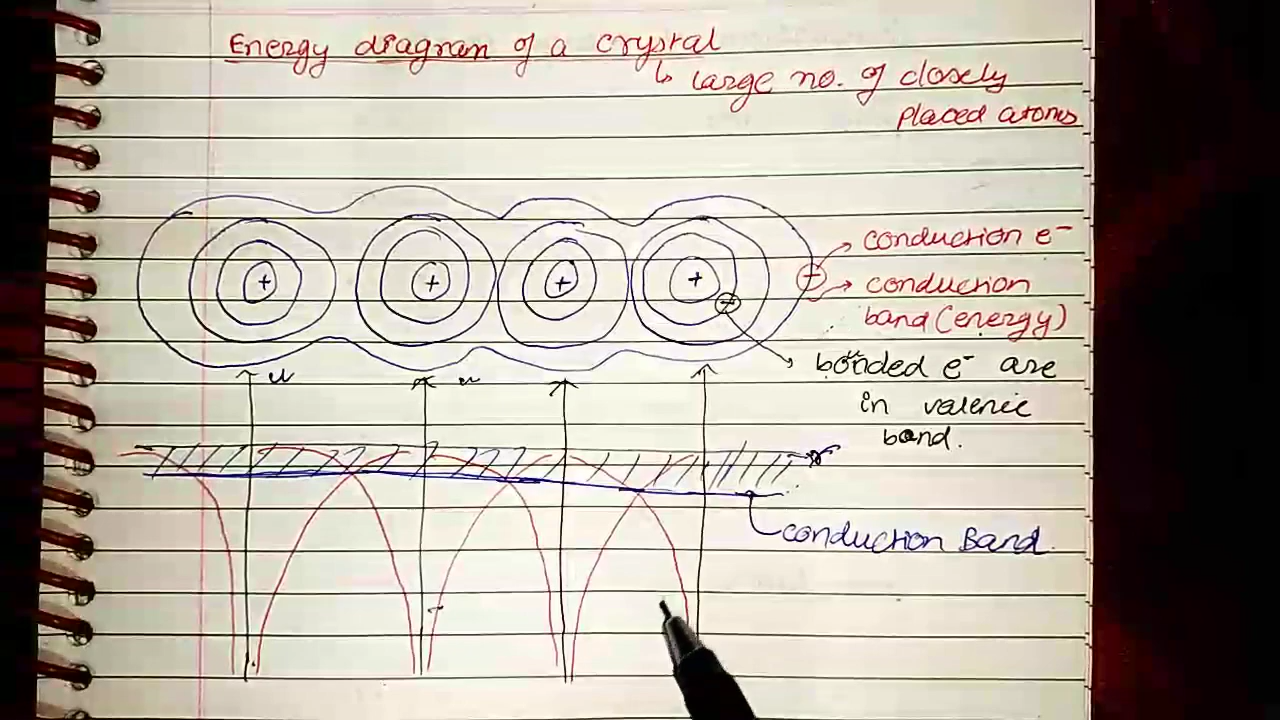 Energy diagram of a crystal
↳ large no. of closely
placed atoms
+ + + +
conduction e⁻
conduction
band (energy)
bonded e⁻ are
in valence
band.
u u
x
conduction Band